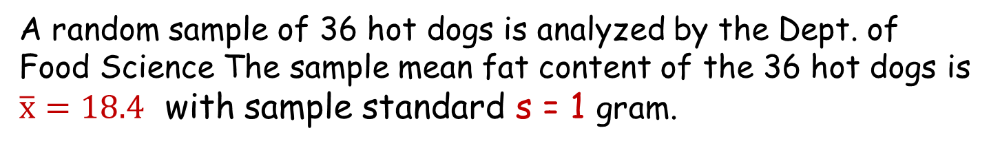 A random sample of 36 hot dogs is analyzed by the Dept. of
Food Science The sample mean fat content of the 36 hot dogs is
x̅ = 18.4 with sample standard s = 1 gram.